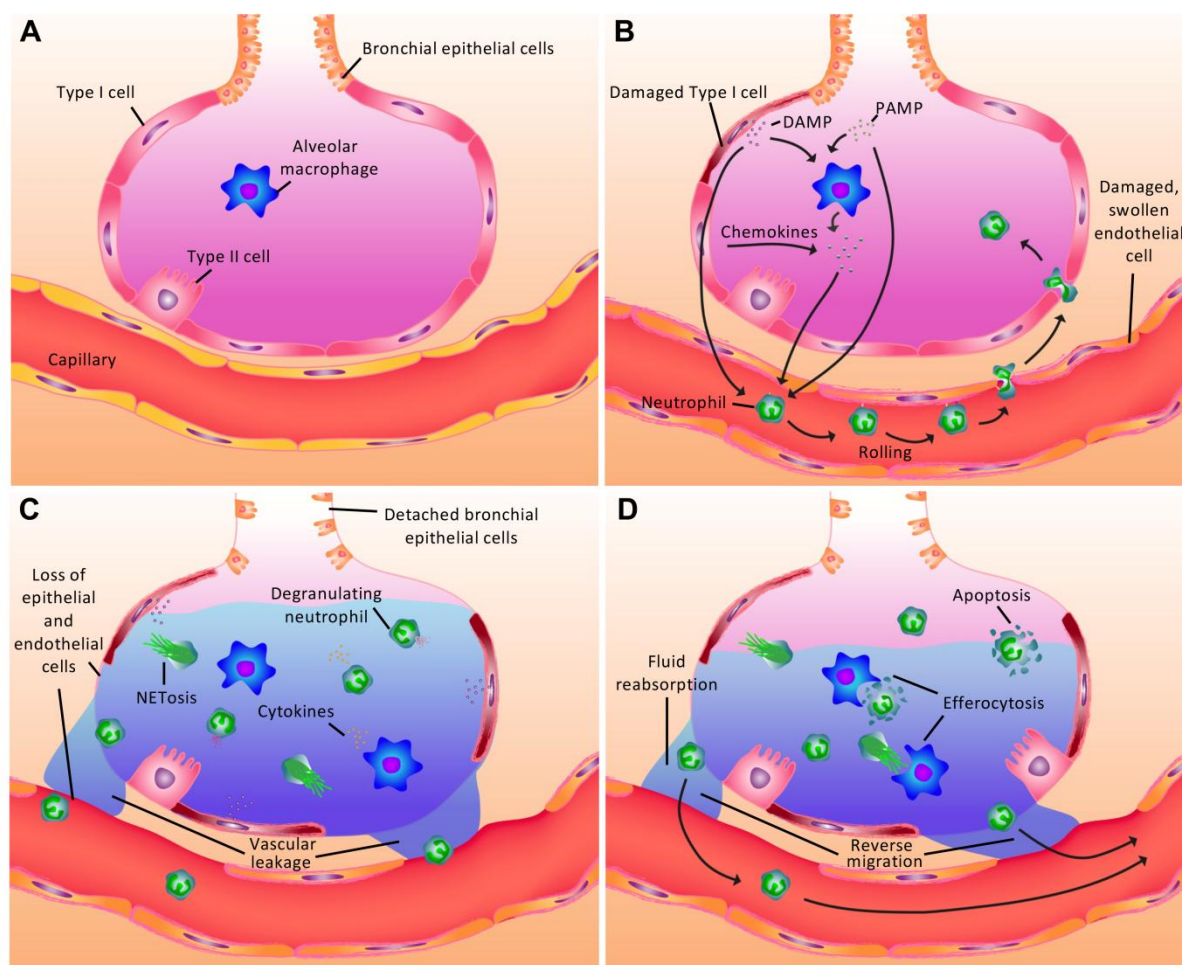 A
Bronchial epithelial cells
Type I cell
Alveolar
macrophage
Type II cell
Capillary
B
Damaged Type I cell
PAMP
DAMP
Damaged,
swollen
endothelial
cell
Chemokines
Neutrophil
Rolling
C
Detached bronchial
epithelial cells
Loss of
epithelial
and
endothelial
cells
Degranulating
neutrophil
NETosis
Cytokines
Vascular
leakage
D
Apoptosis
Fluid
reabsorption
Efferocytosis
Reverse
migration